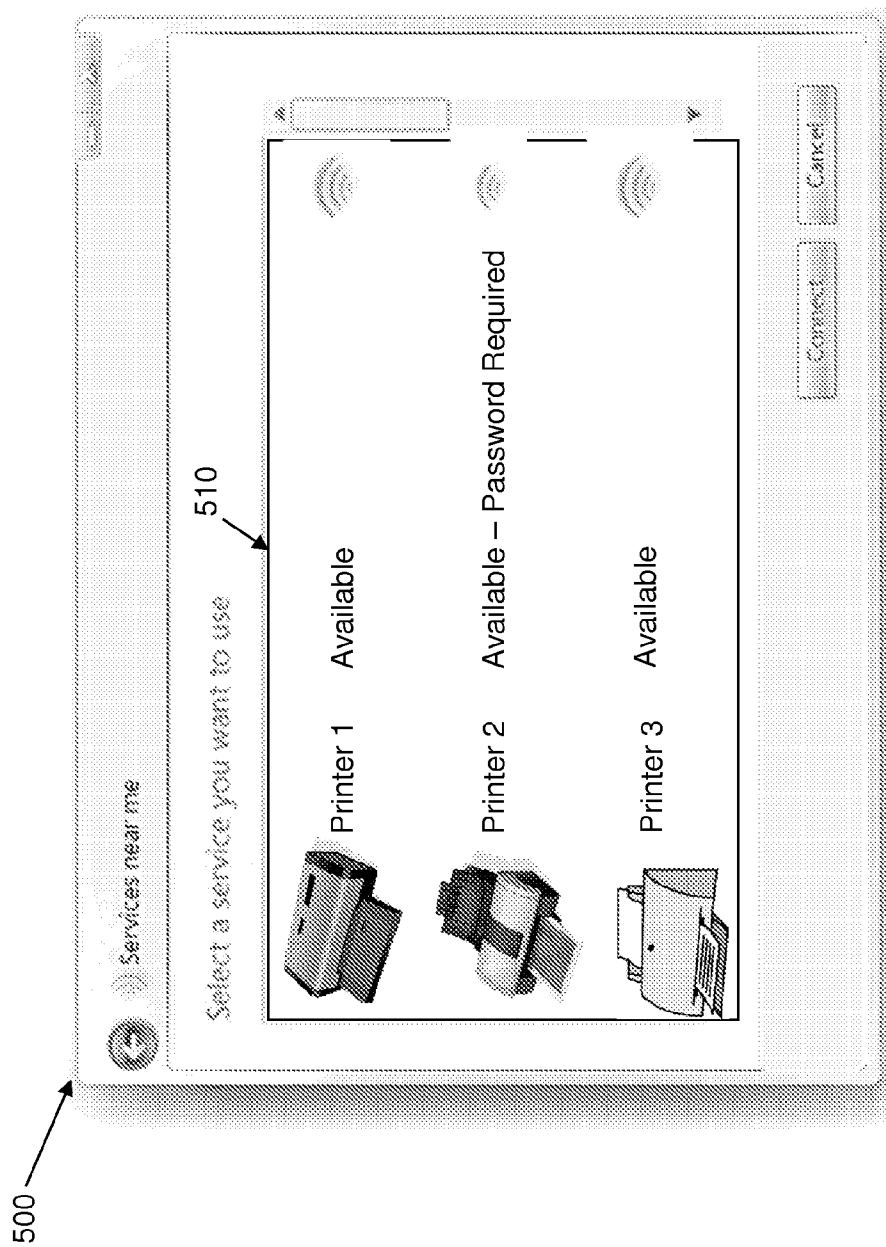 500
Services near me
Select a service you want to use
510
Printer 1 Available
Printer 2 Available – Password Required
Printer 3 Available
Connect Cancel